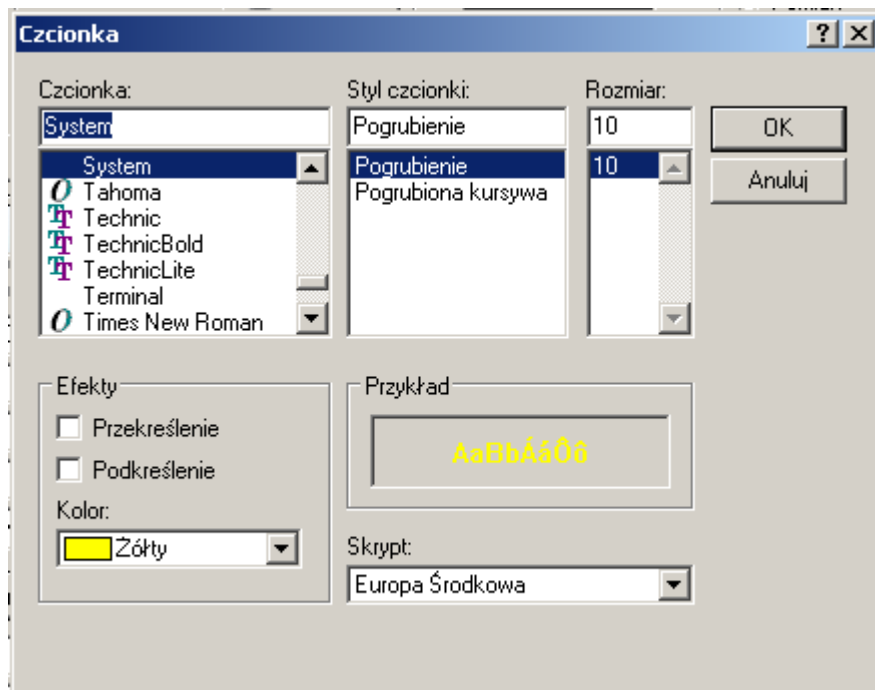 Czcionka
Czcionka:
System
System
Tahoma
Technic
TechnicBold
TechnicLite
Terminal
Times New Roman
Styl czcionki:
Pogrubienie
Pogrubienie
Pogrubiona kursywa
Rozmiar:
10
10
OK
Anuluj
Efekty
Przekreślenie
Podkreślenie
Kolor:
Żółty
Przykład
AaBbÁáÔô
Skrypt:
Europa Środkowa